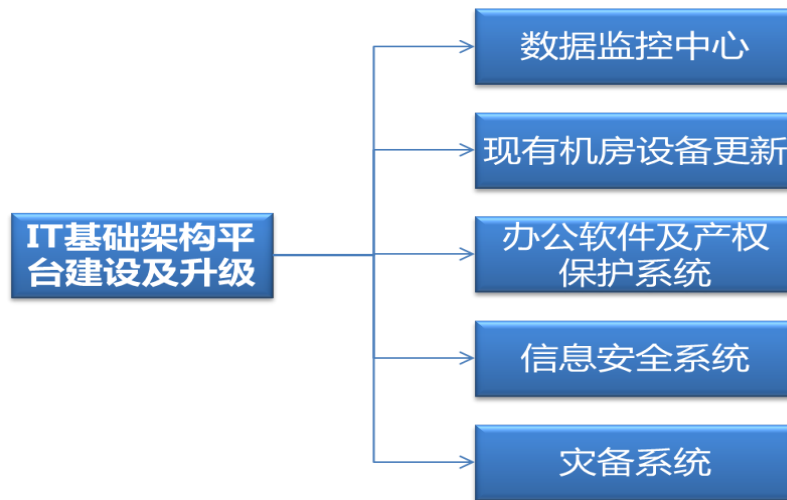 数据监控中心
现有机房设备更新
IT基础架构平
台建设及升级
办公软件及产权
保护系统
信息安全系统
灾备系统